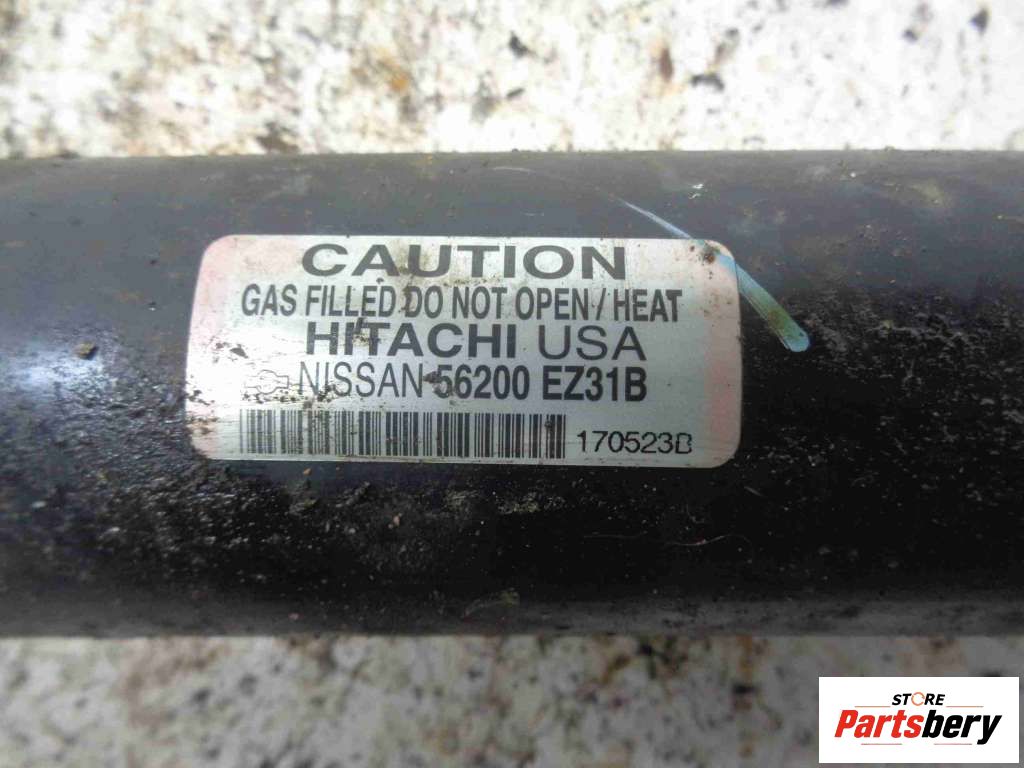 CAUTION
GAS FILLED DO NOT OPEN / HEAT
HITACHI USA
NISSAN 56200 EZ31B
170523B
STORE
Partsbery